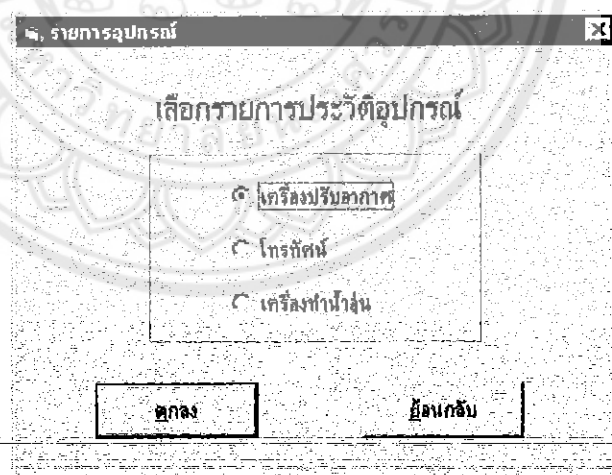 รายการอุปกรณ์
เลือกรายการประวัติอุปกรณ์
เครื่องปรับอากาศ
โทรทัศน์
เครื่องทำน้ำอุ่น
ตกลง
ย้อนกลับ